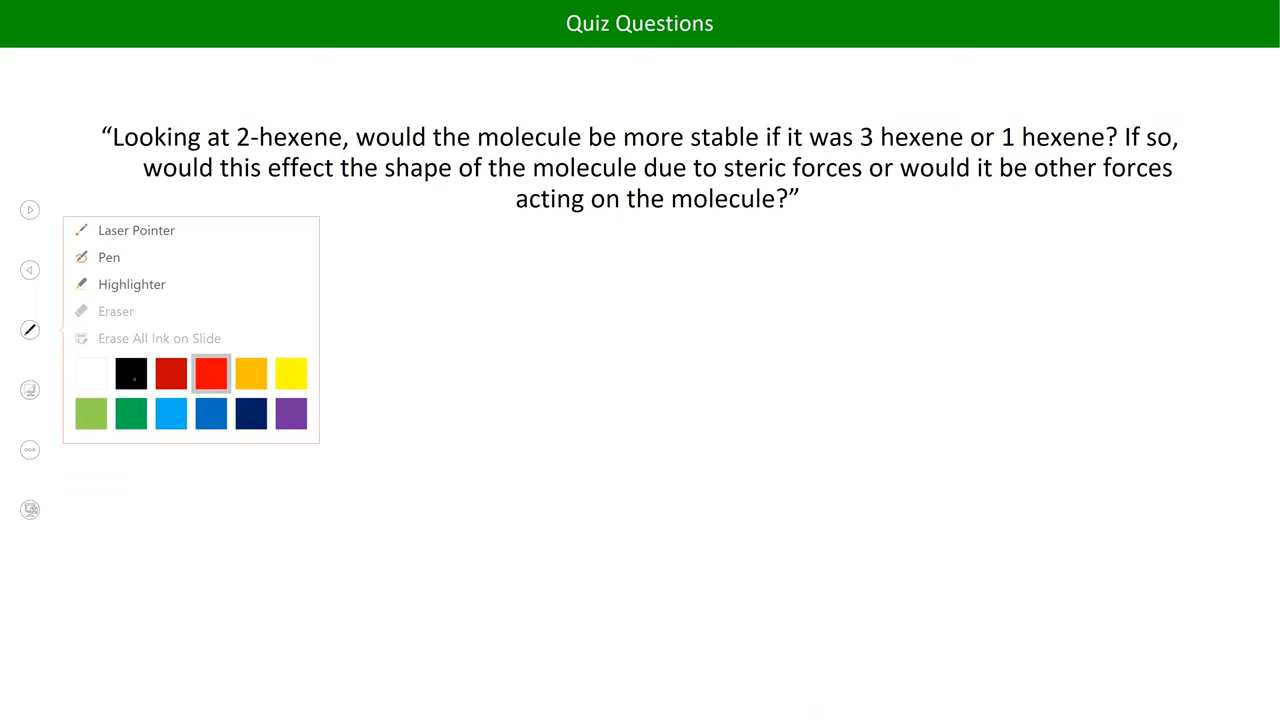 Quiz Questions
“Looking at 2-hexene, would the molecule be more stable if it was 3 hexene or 1 hexene? If so,
would this effect the shape of the molecule due to steric forces or would it be other forces
acting on the molecule?”
Laser Pointer
Pen
Highlighter
Eraser
Erase All Ink on Slide